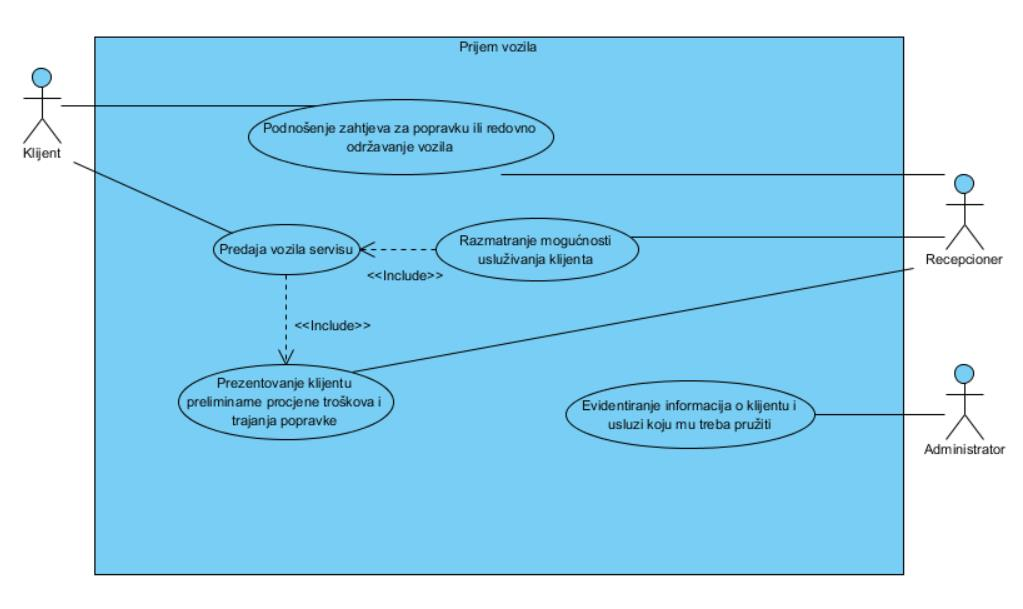 Prijem vozila
Klijent
Podnošenje zahtjeva za popravku ili redovno
održavanje vozila
Predaja vozila servisu
<<Include>>
Razmatranje mogućnosti
usluživanja klijenta
Recepcioner
<<Include>>
Prezentovanje klijentu
preliminarne procjene troškova i
trajanja popravke
Evidentiranje informacija o klijentu i
usluzi koju mu treba pružiti
Administrator